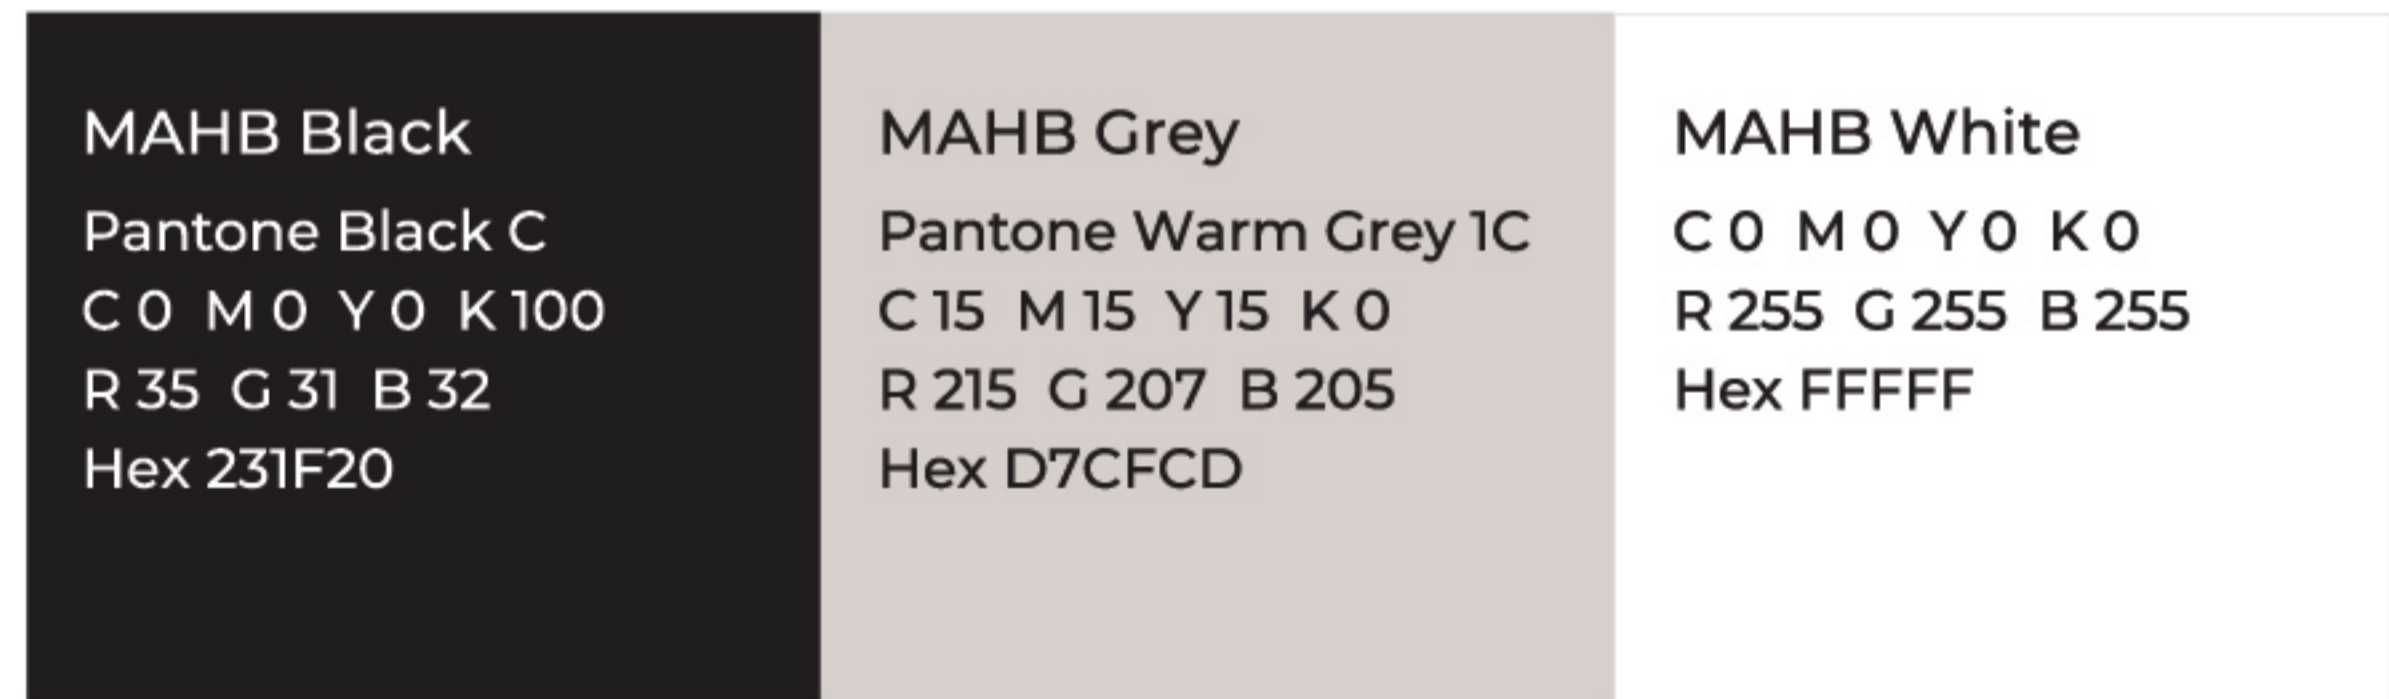 MAHB Black
Pantone Black C
C 0 M 0 Y 0 K 100
R 35 G 31 B 32
Hex 231F20
MAHB Grey
Pantone Warm Grey 1C
C 15 M 15 Y 15 K 0
R 215 G 207 B 205
Hex D7CFCD
MAHB White
C 0 M 0 Y 0 K 0
R 255 G 255 B 255
Hex FFFFF